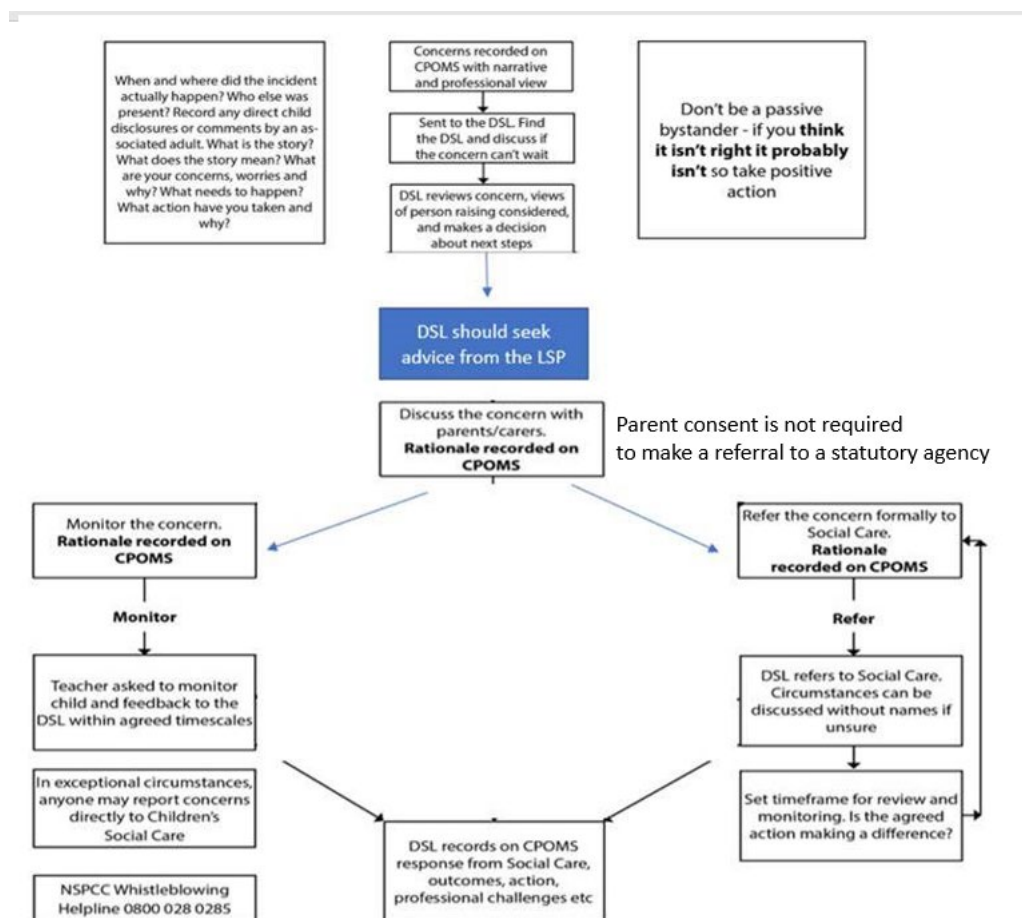 When and where did the incident
actually happen? Who else was
present? Record any direct child
disclosures or comments by an as-
sociated adult. What is the story?
What does the story mean? What
are your concerns, worries and
why? What needs to happen?
What action have you taken and
why?
Concerns recorded on
CPOMS with narrative
and professional view
Sent to the DSL. Find
the DSL and discuss if
the concern can't wait
DSL reviews concern, views
of person raising considered,
and makes a decision
about next steps
Don't be a passive
bystander - if you think
it isn't right it probably
isn't so take positive
action
DSL should seek
advice from the LSP
Discuss the concern with
parents/carers.
Rationale recorded on
CPOMS
Parent consent is not required
to make a referral to a statutory agency
Monitor the concern.
Rationale recorded on
CPOMS
Monitor
Teacher asked to monitor
child and feedback to the
DSL within agreed timescales
In exceptional circumstances,
anyone may report concerns
directly to Children's
Social Care
NSPCC Whistleblowing
Helpline 0800 028 0285
Refer the concern formally to
Social Care.
Rationale
recorded on CPOMS
Refer
DSL refers to Social Care.
Circumstances can be
discussed without names if
unsure
Set timeframe for review and
monitoring. Is the agreed
action making a difference?
DSL records on CPOMS
response from Social Care,
outcomes, action,
professional challenges etc